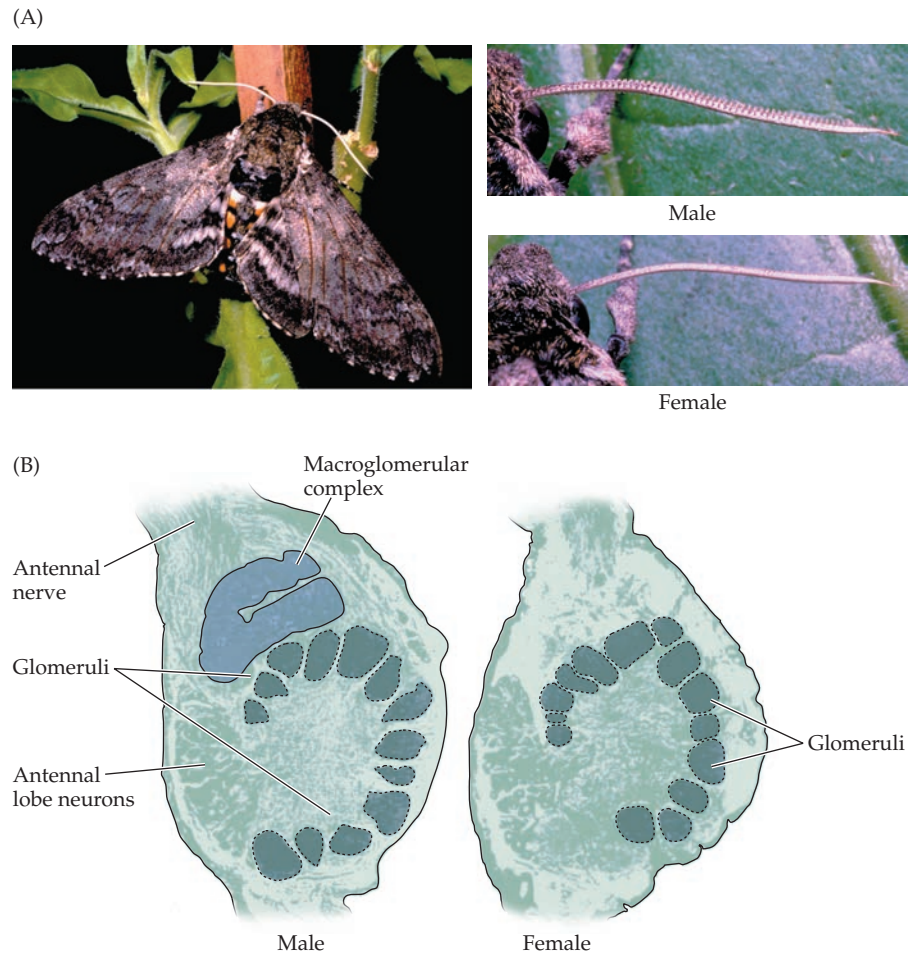 (A)
Male
Female
(B)
Macroglomerular
complex
Antennal
nerve
Glomeruli
Antennal
lobe neurons
Glomeruli
Male
Female